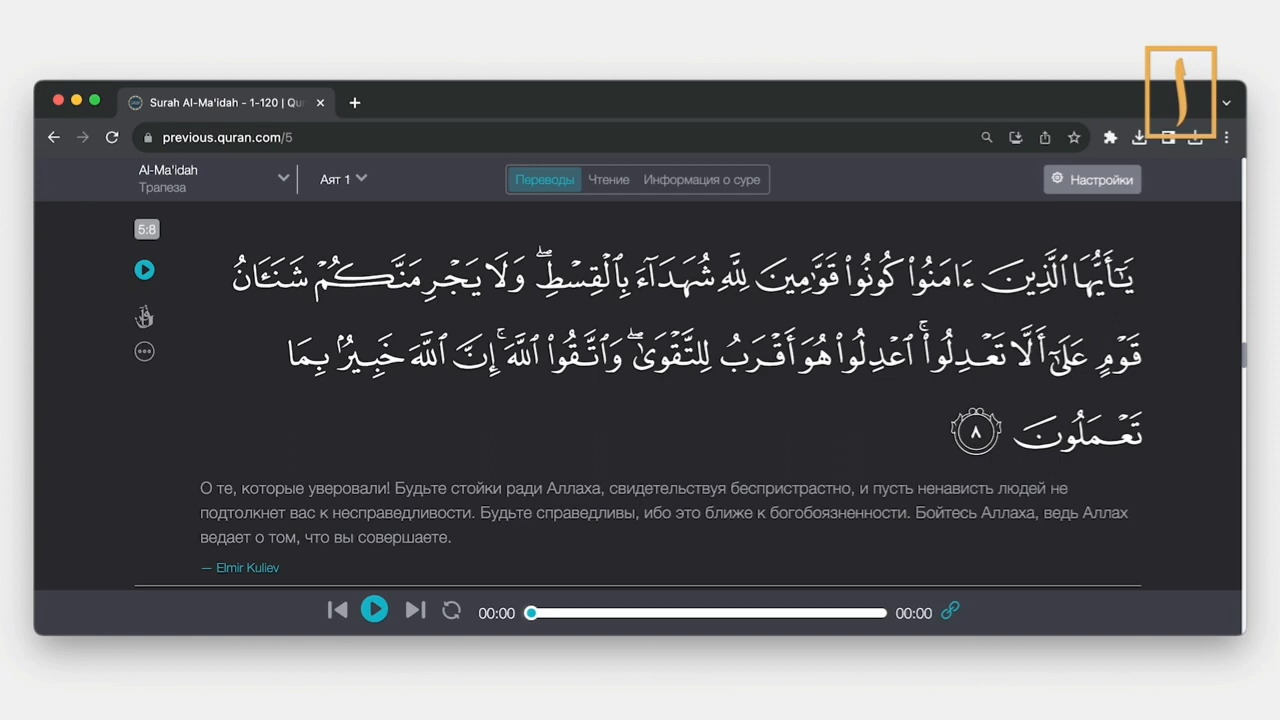 Surah Al-Ma'idah - 1-120 | Qu
previous.quran.com/5
Al-Ma'idah
Трапеза
Аят 1
Переводы Чтение Информация о суре
Настройки
5:8
يَـٰٓأَيُّهَا ٱلَّذِينَ ءَامَنُوا۟ كُونُوا۟ قَوَّٰمِينَ لِلَّهِ شُهَدَآءَ بِٱلْقِسْطِ ۖ وَلَا يَجْرِمَنَّكُمْ شَنَـَٔانُ
قَوْمٍ عَلَىٰٓ أَلَّا تَعْدِلُوا۟ ۚ ٱعْدِلُوا۟ هُوَ أَقْرَبُ لِلتَّقْوَىٰ ۖ وَٱتَّقُوا۟ ٱللَّهَ ۚ إِنَّ ٱللَّهَ خَبِيرٌۢ بِمَا
تَعْمَلُونَ ٨
О те, которые уверовали! Будьте стойки ради Аллаха, свидетельствуя беспристрастно, и пусть ненависть людей не
подтолкнет вас к несправедливости. Будьте справедливы, ибо это ближе к богобоязненности. Бойтесь Аллаха, ведь Аллах
ведает о том, что вы совершаете.
— Elmir Kuliev
00:00 00:00